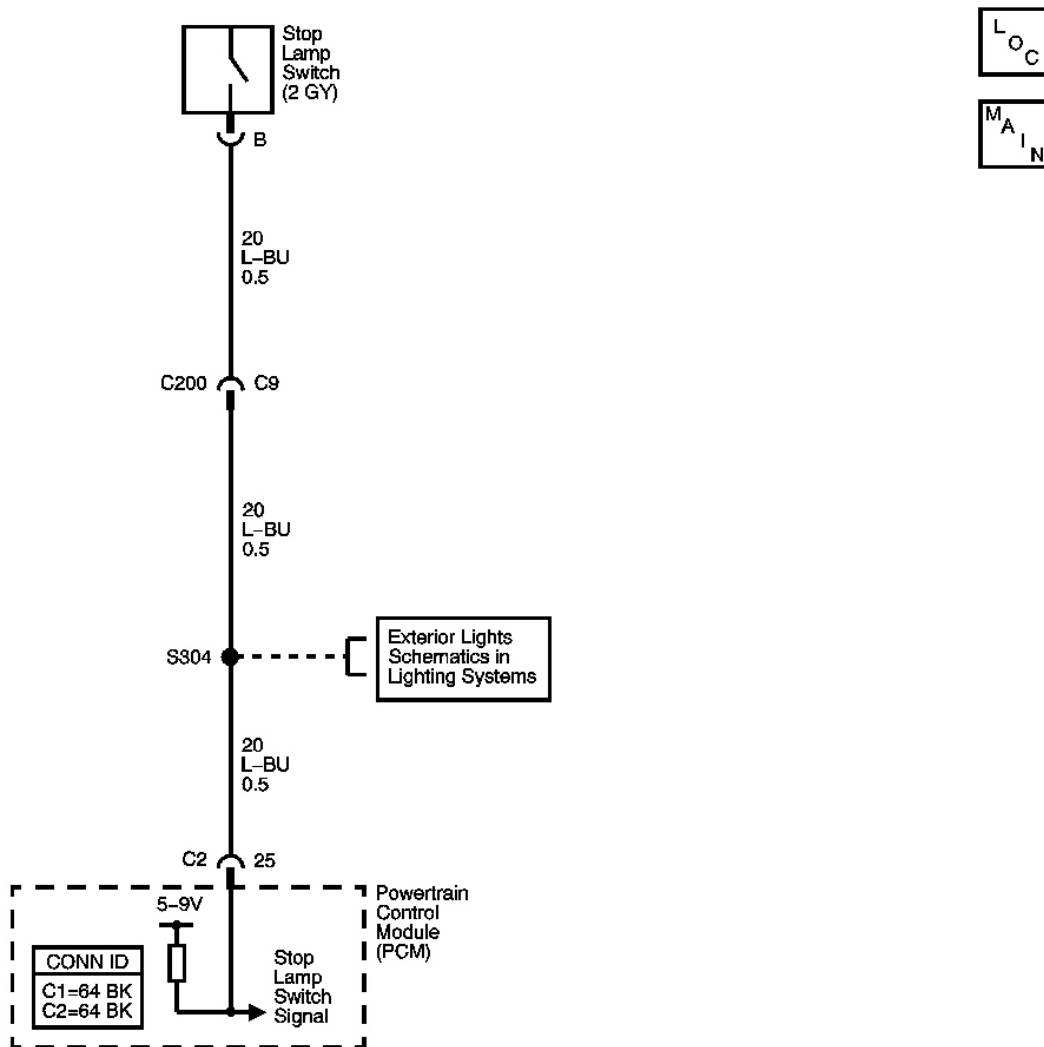 Stop
Lamp
Switch
(2 GY)
L
O
C
M
A
I
N
B
20
L-BU
0.5
C200 C9
20
L-BU
0.5
S304
Exterior Lights
Schematics in
Lighting Systems
20
L-BU
0.5
C2 25
Powertrain
Control
Module
(PCM)
5-9V
CONN ID
C1=64 BK
C2=64 BK
Stop
Lamp
Switch
Signal